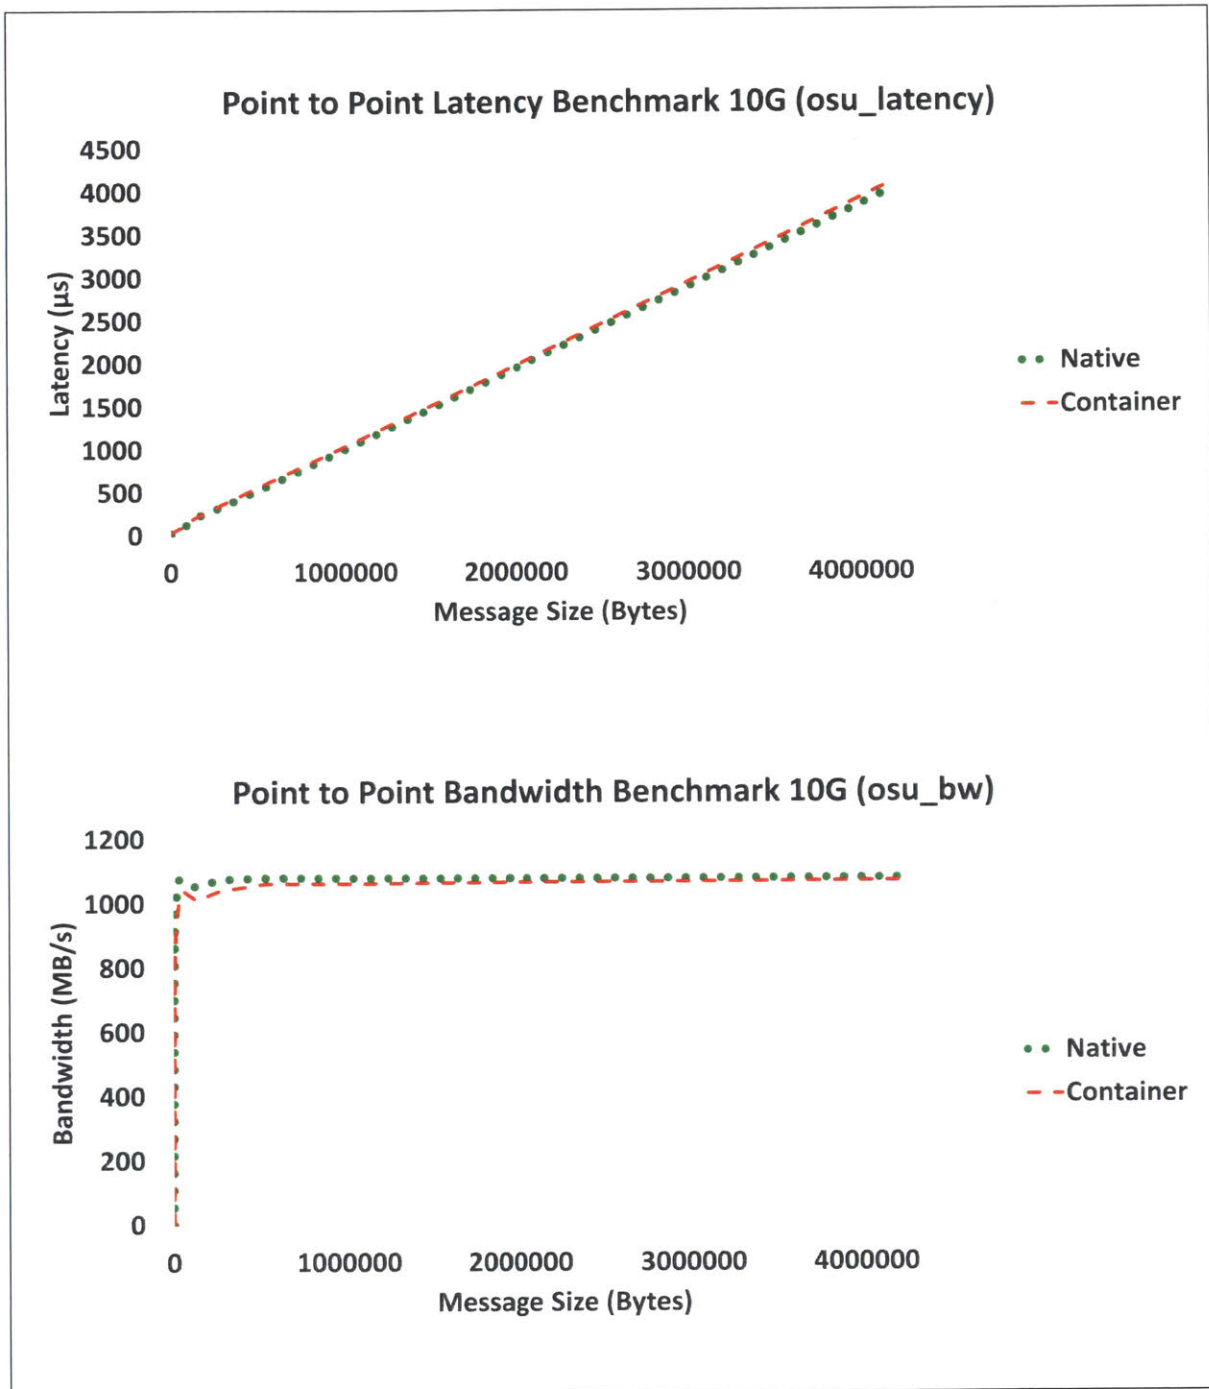 Point to Point Latency Benchmark 10G (osu_latency)
4500
4000
3500
3000
2500
2000
1500
1000
500
0
Latency (µs)
0 1000000 2000000 3000000 4000000
Message Size (Bytes)
Native
Container
Point to Point Bandwidth Benchmark 10G (osu_bw)
1200
1000
800
600
400
200
0
Bandwidth (MB/s)
0 1000000 2000000 3000000 4000000
Message Size (Bytes)
Native
Container